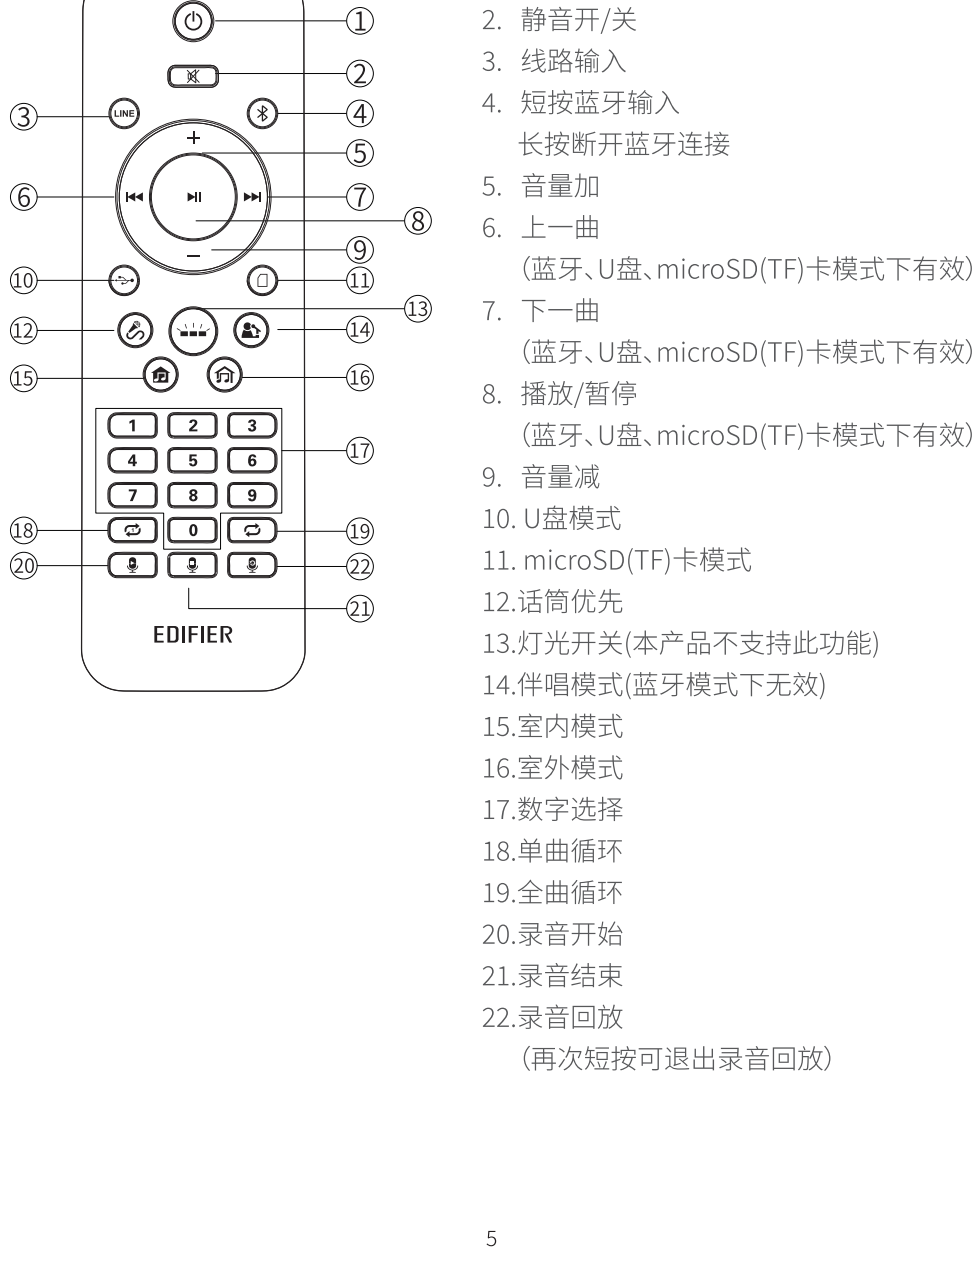 ①
②
③ LINE ④
⑤
⑥ ⑦
⑧
⑨
⑩ ⑪
⑬
⑫ ⑭
⑮ ⑯
1 2 3
4 5 6 ⑰
7 8 9
⑱ 0 ⑲
⑳ ㉒
㉑
EDIFIER
2. 静音开/关
3. 线路输入
4. 短按蓝牙输入
长按断开蓝牙连接
5. 音量加
6. 上一曲
(蓝牙、U盘、microSD(TF)卡模式下有效)
7. 下一曲
(蓝牙、U盘、microSD(TF)卡模式下有效)
8. 播放/暂停
(蓝牙、U盘、microSD(TF)卡模式下有效)
9. 音量减
10. U盘模式
11. microSD(TF)卡模式
12.话筒优先
13.灯光开关(本产品不支持此功能)
14.伴唱模式(蓝牙模式下无效)
15.室内模式
16.室外模式
17.数字选择
18.单曲循环
19.全曲循环
20.录音开始
21.录音结束
22.录音回放
(再次短按可退出录音回放)
5